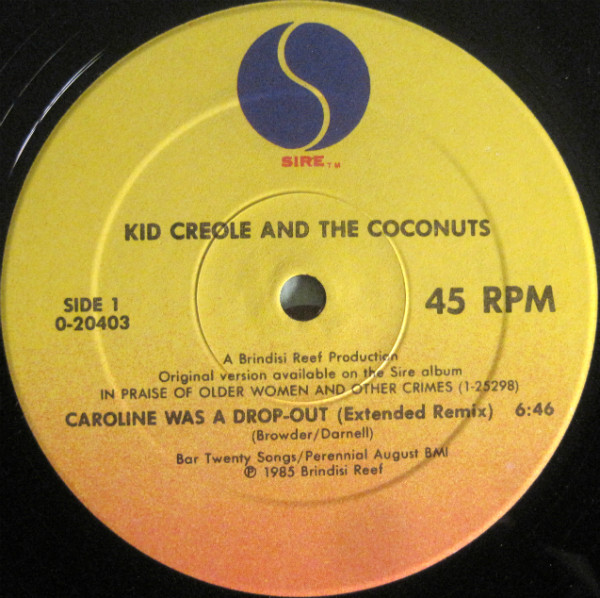 SIRE TM
KID CREOLE AND THE COCONUTS
SIDE 1
0-20403
45 RPM
A Brindisi Reef Production
Original version available on the Sire album
IN PRAISE OF OLDER WOMEN AND OTHER CRIMES (1-25298)
CAROLINE WAS A DROP-OUT (Extended Remix) 6:46
(Browder/Darnell)
Bar Twenty Songs/Perennial August BMI
℗ 1985 Brindisi Reef